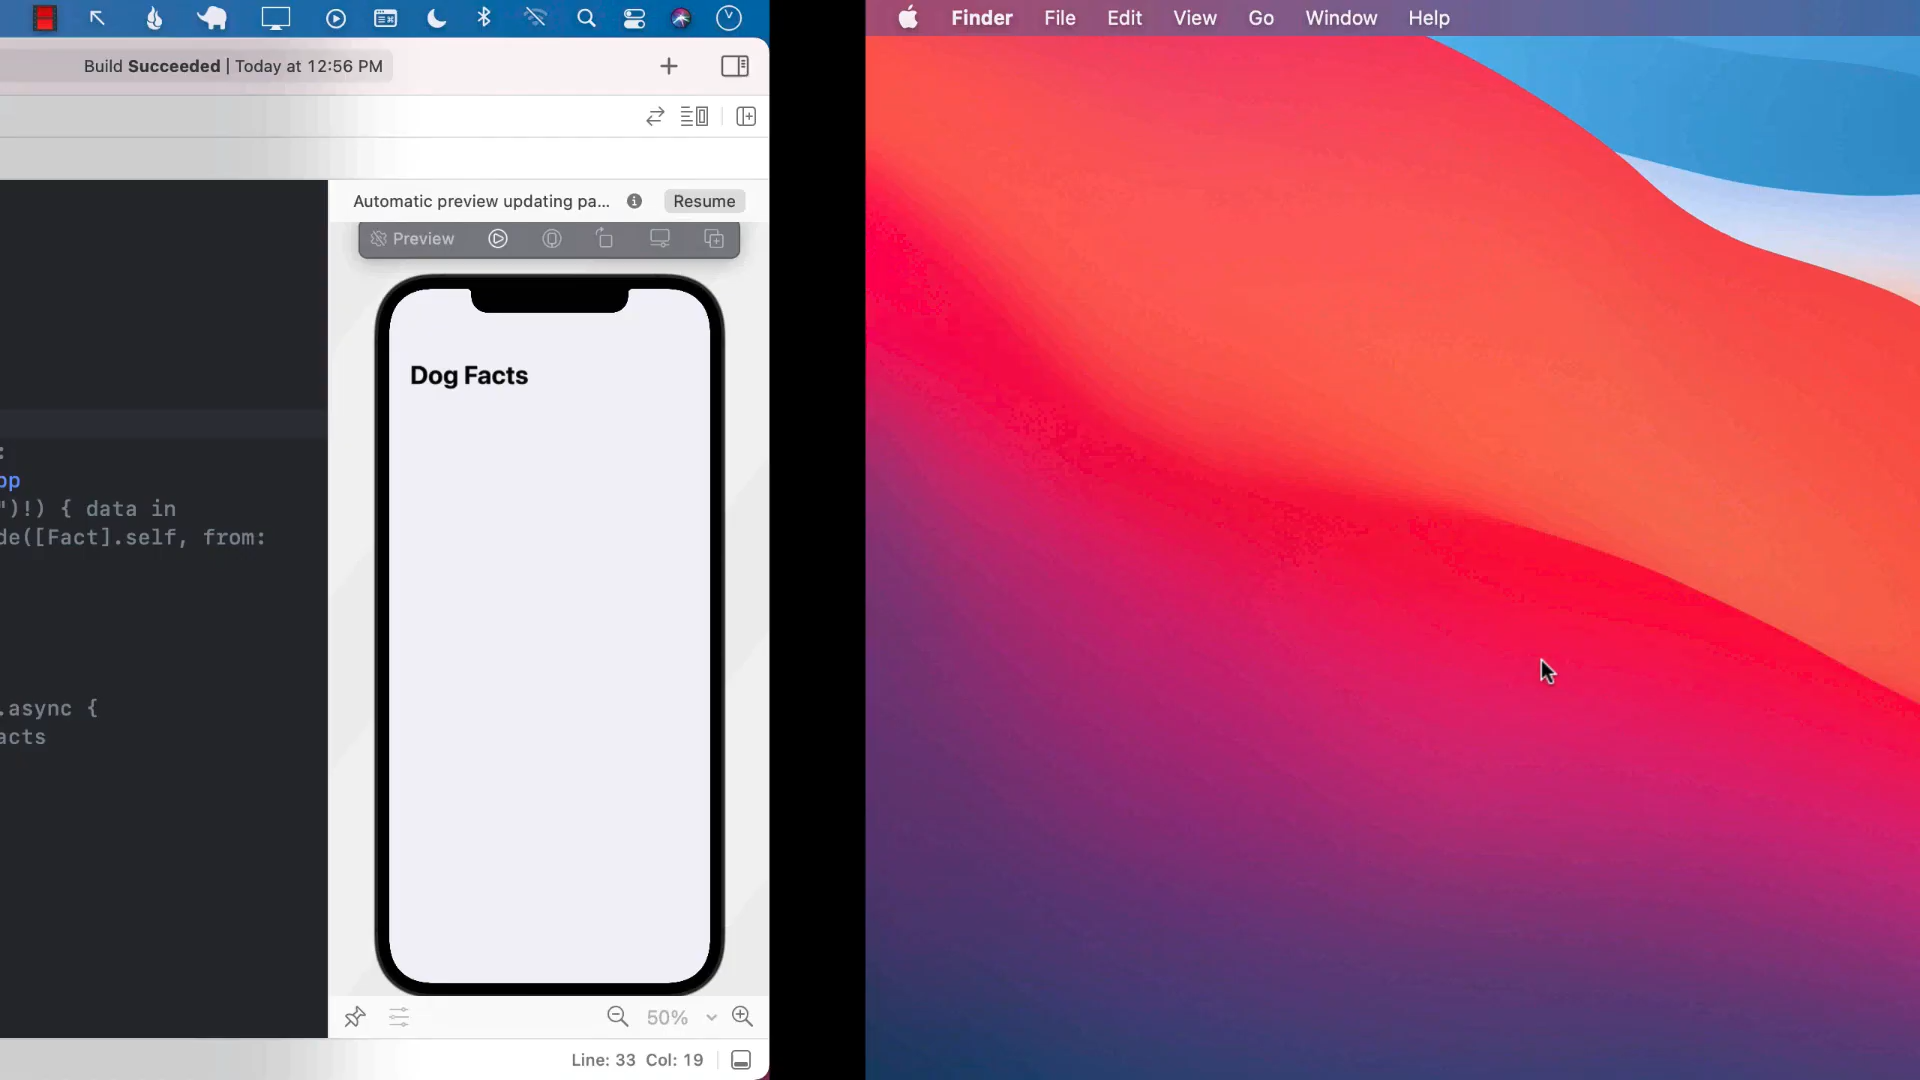 Finder File Edit View Go Window Help
Build Succeeded | Today at 12:56 PM
Automatic preview updating pa... Resume
Preview
Dog Facts
:
pp
")!) { data in
de([Fact].self, from:
.async {
acts
50%
Line: 33 Col: 19